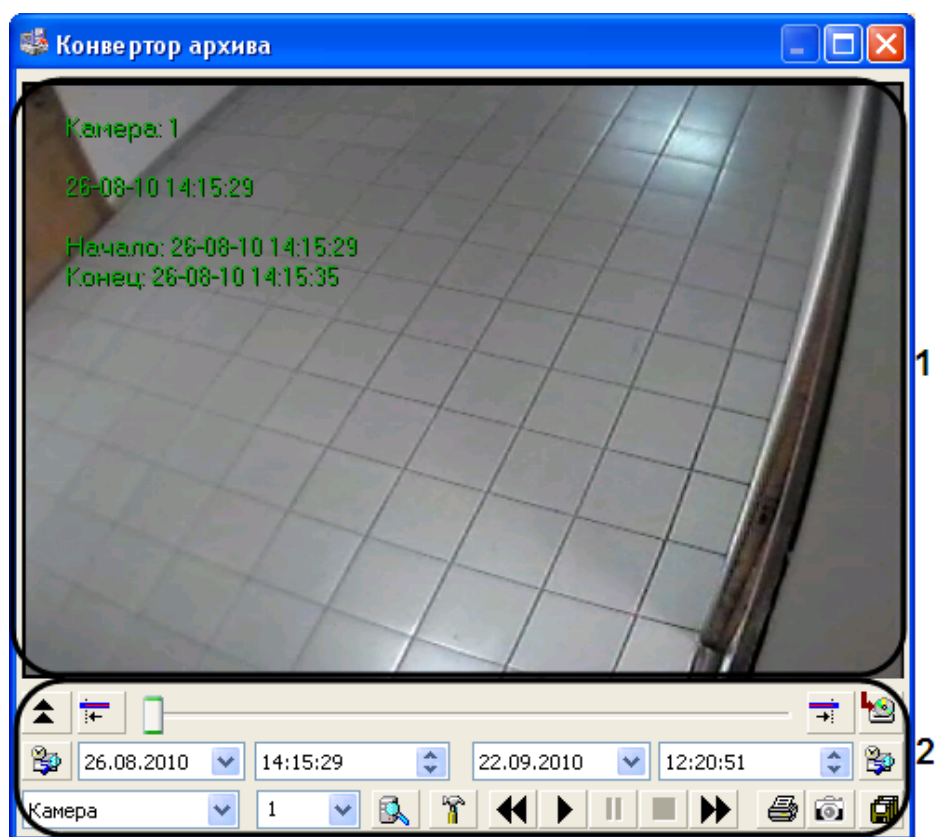 Конвертор архива
Камера: 1
26-08-10 14:15:29
Начало: 26-08-10 14:15:29
Конец: 26-08-10 14:15:35
1
26.08.2010 14:15:29 22.09.2010 12:20:51
2
Камера 1